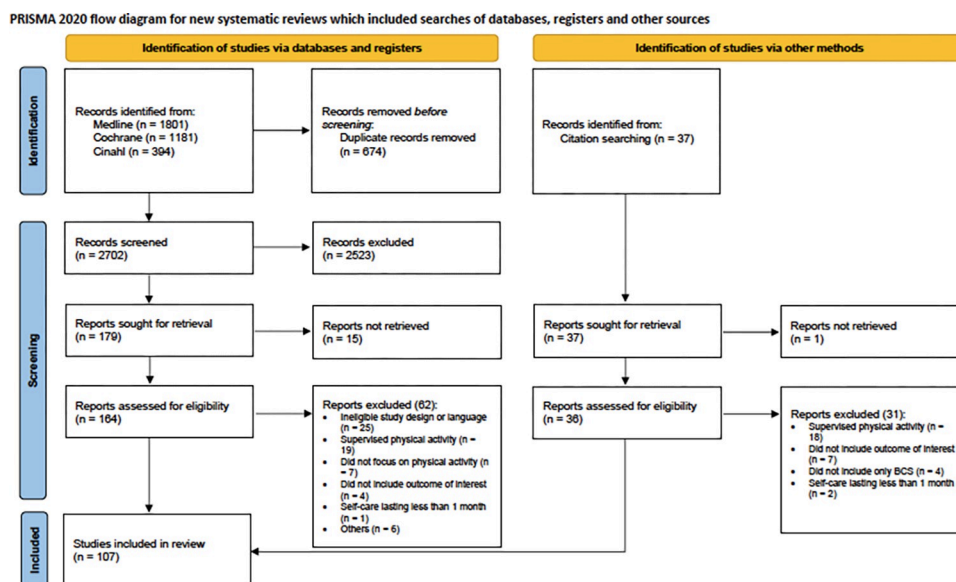 PRISMA 2020 flow diagram for new systematic reviews which included searches of databases, registers and other sources
Identification of studies via databases and registers
Identification of studies via other methods
Identification
Records identified from:
Medline (n = 1801)
Cochrane (n = 1181)
Cinahl (n = 394)
Records removed before
screening:
Duplicate records removed
(n = 674)
Records identified from:
Citation searching (n = 37)
Screening
Records screened
(n = 2702)
Records excluded
(n = 2523)
Reports sought for retrieval
(n = 179)
Reports not retrieved
(n = 15)
Reports sought for retrieval
(n = 37)
Reports not retrieved
(n = 1)
Reports assessed for eligibility
(n = 164)
Reports excluded (62):
• Ineligible study design or language
(n = 25)
• Supervised physical activity (n =
19)
• Did not focus on physical activity (n
= 7)
• Did not include outcome of interest
(n = 4)
• Self-care lasting less than 1 month
(n = 1)
• Others (n = 6)
Reports assessed for eligibility
(n = 36)
Reports excluded (31):
• Supervised physical activity (n =
18)
• Did not include outcome of interest
(n = 7)
• Did not include only BCS (n = 4)
• Self-care lasting less than 1 month
(n = 2)
Included
Studies included in review
(n = 107)